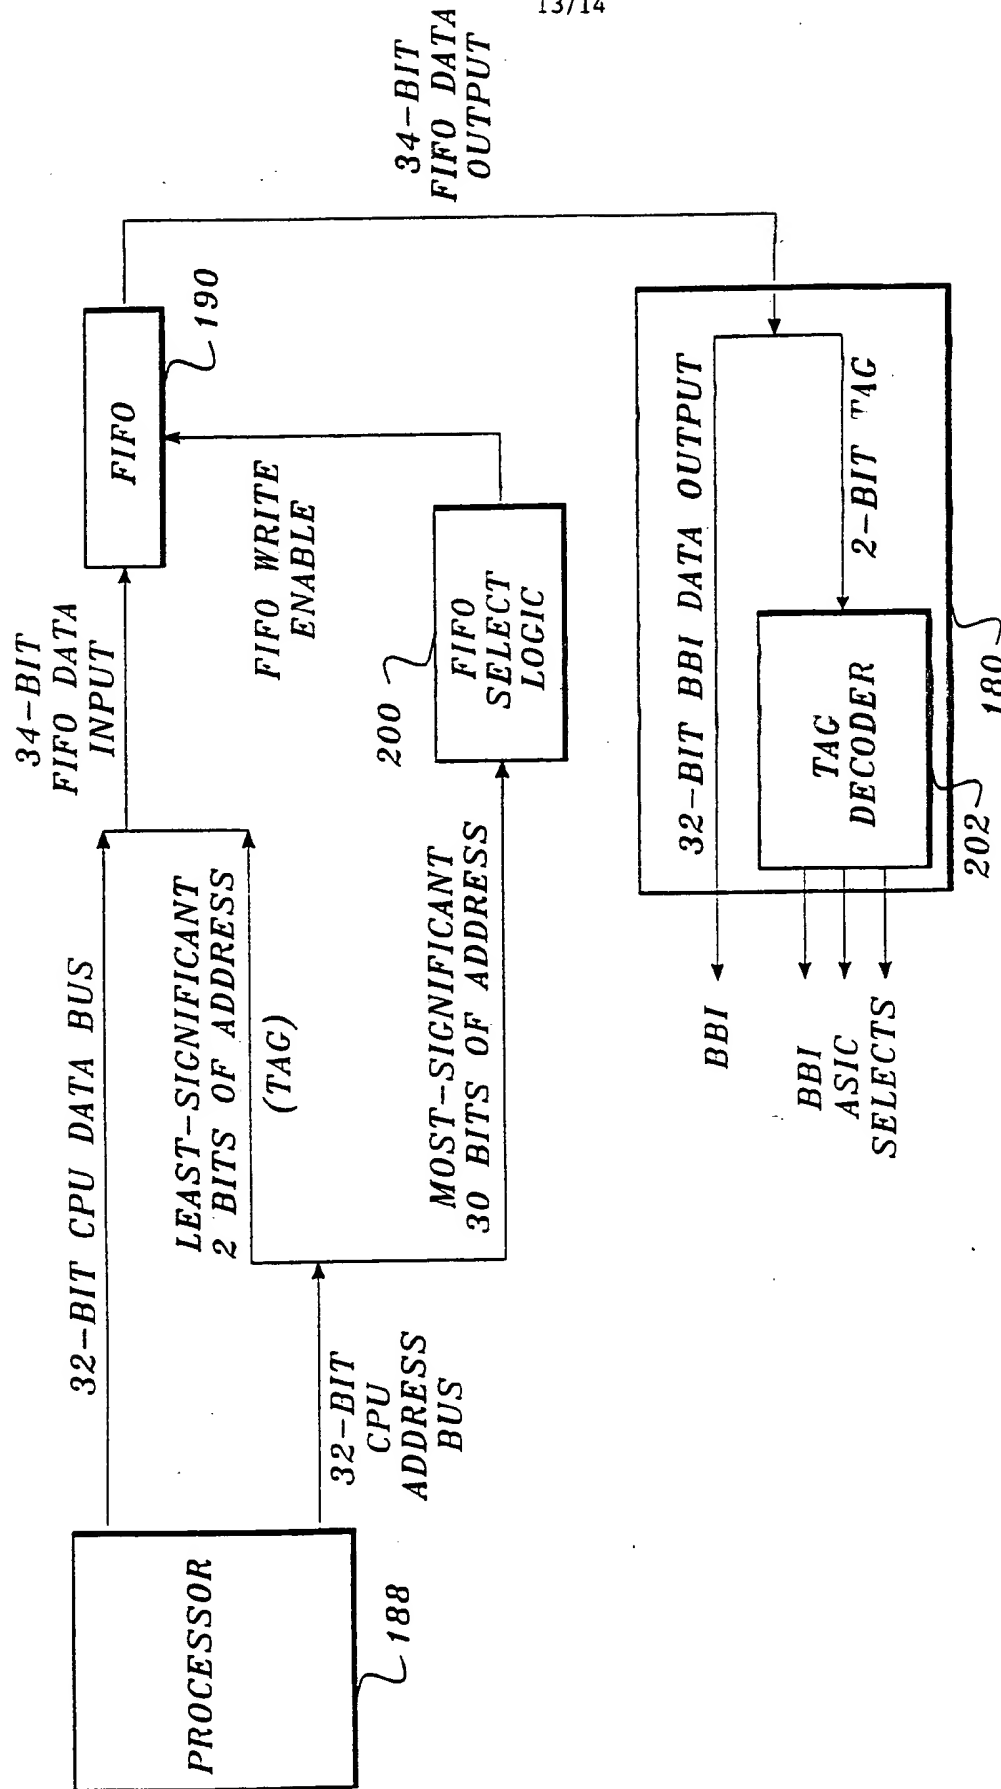 13/14
34-BIT
FIFO DATA
INPUT
FIFO
190
34-BIT
FIFO DATA
OUTPUT
32-BIT CPU DATA BUS
LEAST-SIGNIFICANT
2 BITS OF ADDRESS
(TAG)
FIFO WRITE
ENABLE
200
FIFO
SELECT
LOGIC
MOST-SIGNIFICANT
30 BITS OF ADDRESS
PROCESSOR
188
32-BIT
CPU
ADDRESS
BUS
BBI
32-BIT BBI DATA OUTPUT
2-BIT TAG
TAG
DECODER
BBI
ASIC
SELECTS
202
180